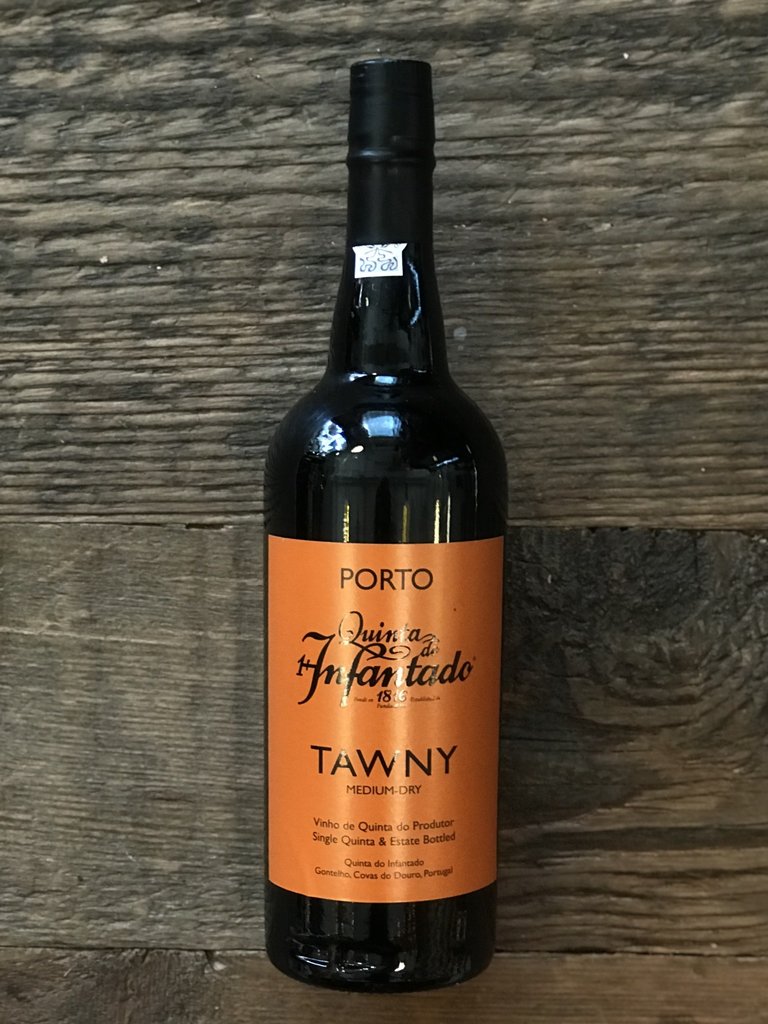 PORTO
Quinta
do
Infantado
1816
TAWNY
MEDIUM-DRY
Vinho de Quinta do Produtor
Single Quinta & Estate Bottled
Quinta do Infantado
Gontelho, Covas do Douro, Portugal